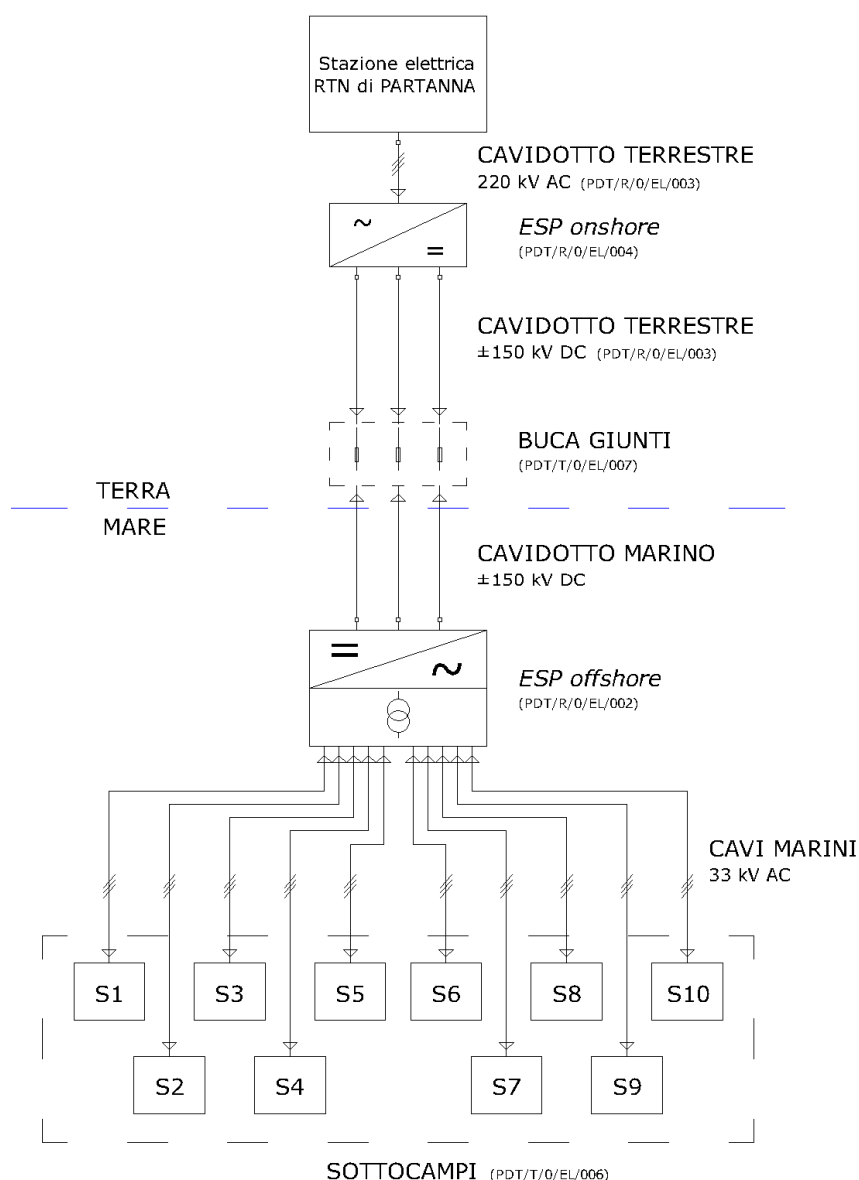 Stazione elettrica
RTN di PARTANNA
CAVIDOTTO TERRESTRE
220 kV AC (PDT/R/0/EL/003)
~
=
ESP onshore
(PDT/R/0/EL/004)
CAVIDOTTO TERRESTRE
±150 kV DC (PDT/R/0/EL/003)
BUCA GIUNTI
(PDT/T/0/EL/007)
TERRA
MARE
CAVIDOTTO MARINO
±150 kV DC
=
~
ESP offshore
(PDT/R/0/EL/002)
CAVI MARINI
33 kV AC
S1 S3 S5 S6 S8 S10
S2 S4 S7 S9
SOTTOCAMPI (PDT/T/0/EL/006)